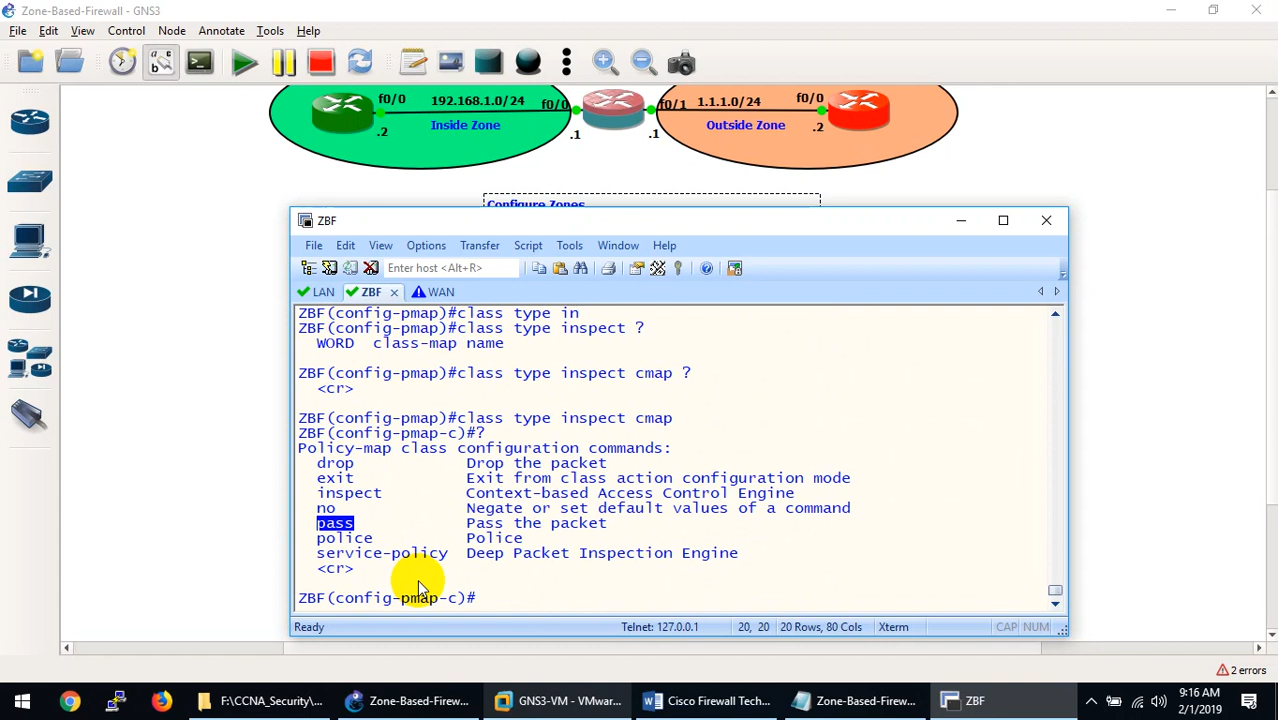 Zone-Based-Firewall - GNS3
File Edit View Control Node Annotate Tools Help
f0/0 192.168.1.0/24 f0/0 f0/1 1.1.1.0/24 f0/0
Inside Zone Outside Zone
.2 .1 .1 .2
Configure Zones
ZBF
File Edit View Options Transfer Script Tools Window Help
Enter host <Alt+R>
LAN ZBF WAN
ZBF(config-pmap)#class type in
ZBF(config-pmap)#class type inspect ?
WORD class-map name
ZBF(config-pmap)#class type inspect cmap ?
<cr>
ZBF(config-pmap)#class type inspect cmap
ZBF(config-pmap-c)#?
Policy-map class configuration commands:
drop Drop the packet
exit Exit from class action configuration mode
inspect Context-based Access Control Engine
no Negate or set default values of a command
pass Pass the packet
police Police
service-policy Deep Packet Inspection Engine
<cr>
ZBF(config-pmap-c)#
Ready Telnet: 127.0.0.1 20, 20 20 Rows, 80 Cols Xterm CAP NUM
2 errors
F:\CCNA_Security\... Zone-Based-Firewall... GNS3-VM - VMwar... Cisco Firewall Tech... Zone-Based-Firewall... ZBF
9:16 AM
2/1/2019